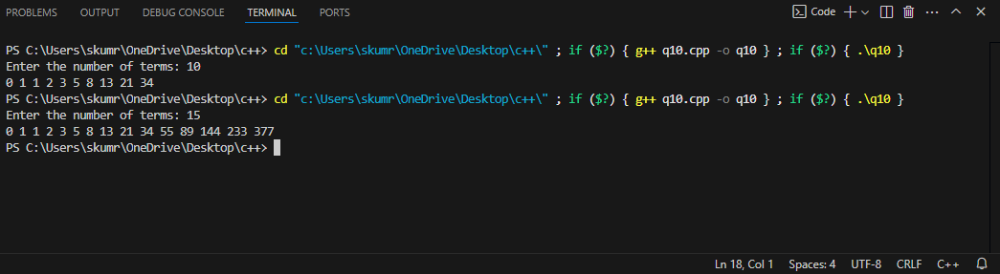 PROBLEMS OUTPUT DEBUG CONSOLE TERMINAL PORTS Code
PS C:\Users\skumr\OneDrive\Desktop\c++> cd "c:\Users\skumr\OneDrive\Desktop\c++\" ; if ($?) { g++ q10.cpp -o q10 } ; if ($?) { .\q10 }
Enter the number of terms: 10
0 1 1 2 3 5 8 13 21 34
PS C:\Users\skumr\OneDrive\Desktop\c++> cd "c:\Users\skumr\OneDrive\Desktop\c++\" ; if ($?) { g++ q10.cpp -o q10 } ; if ($?) { .\q10 }
Enter the number of terms: 15
0 1 1 2 3 5 8 13 21 34 55 89 144 233 377
PS C:\Users\skumr\OneDrive\Desktop\c++>
Ln 18, Col 1 Spaces: 4 UTF-8 CRLF C++